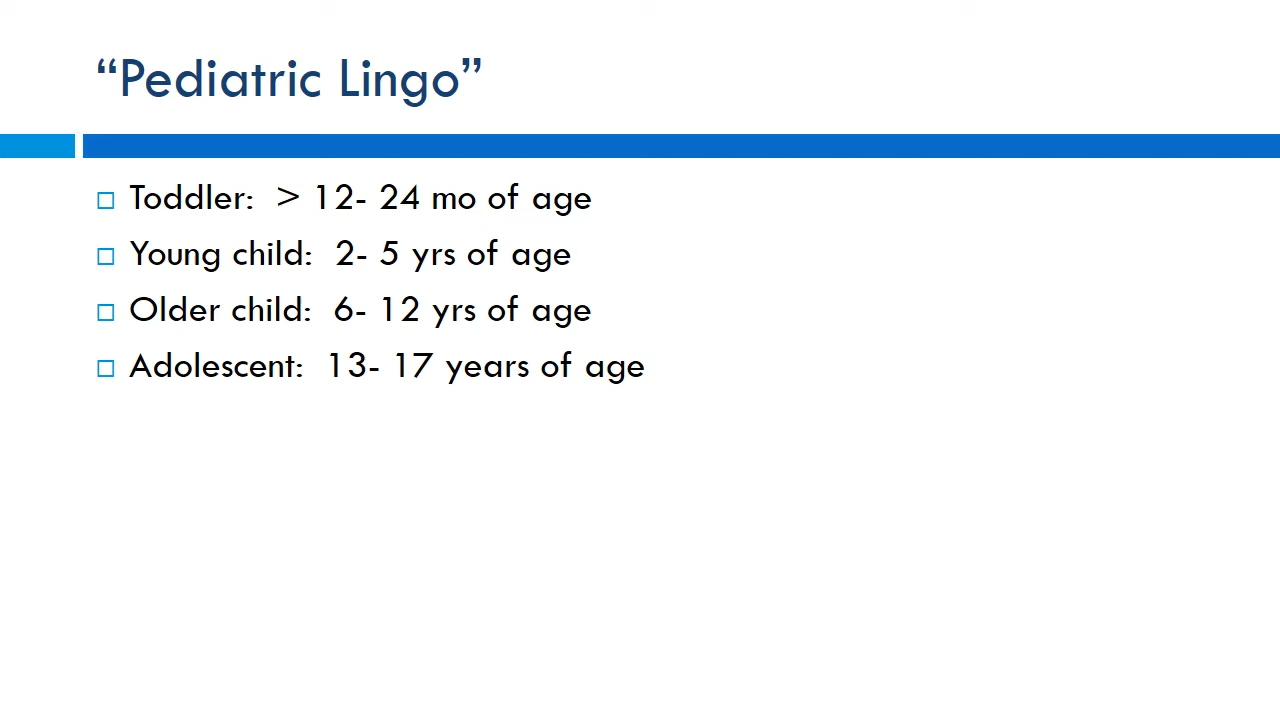 “Pediatric Lingo”
Toddler:  > 12- 24 mo of age
Young child:  2- 5 yrs of age
Older child:  6- 12 yrs of age
Adolescent:  13- 17 years of age